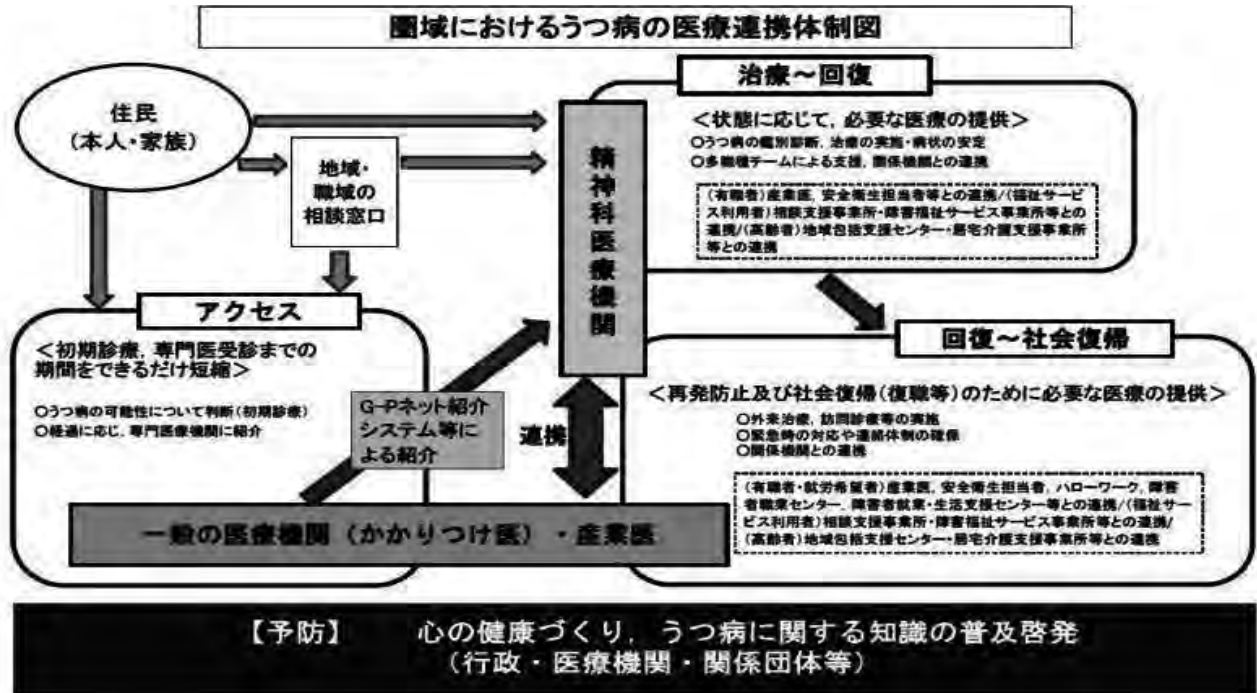 圏域におけるうつ病の医療連携体制図
住民
(本人・家族)
地域・
職域の
相談窓口
精神科医療機関
治療～回復
＜状態に応じて，必要な医療の提供＞
○うつ病の鑑別診断，治療の実施・病状の安定
○多職種チームによる支援，関係機関との連携
(有職者)産業医，安全衛生担当者等との連携/(福祉サービ
ス利用者)相談支援事業所・障害福祉サービス事業所等との
連携/(高齢者)地域包括支援センター・居宅介護支援事業所
等との連携
アクセス
＜初期診療，専門医受診までの
期間をできるだけ短縮＞
○うつ病の可能性について判断(初期診療)
○経過に応じ，専門医療機関に紹介
G-Pネット紹介
システム等に
よる紹介
連携
回復～社会復帰
＜再発防止及び社会復帰(復職等)のために必要な医療の提供＞
○外来治療，訪問診療等の実施
○緊急時の対応や連絡体制の確保
○関係機関との連携
(有職者・就労希望者)産業医，安全衛生担当者，ハローワーク，障害
者職業センター，障害者就業・生活支援センター等との連携/(福祉サー
ビス利用者)相談支援事業所・障害福祉サービス事業所等との連携/
(高齢者)地域包括支援センター・居宅介護支援事業所等との連携
一般の医療機関（かかりつけ医）・産業医
【予防】 心の健康づくり，うつ病に関する知識の普及啓発
（行政・医療機関・関係団体等）